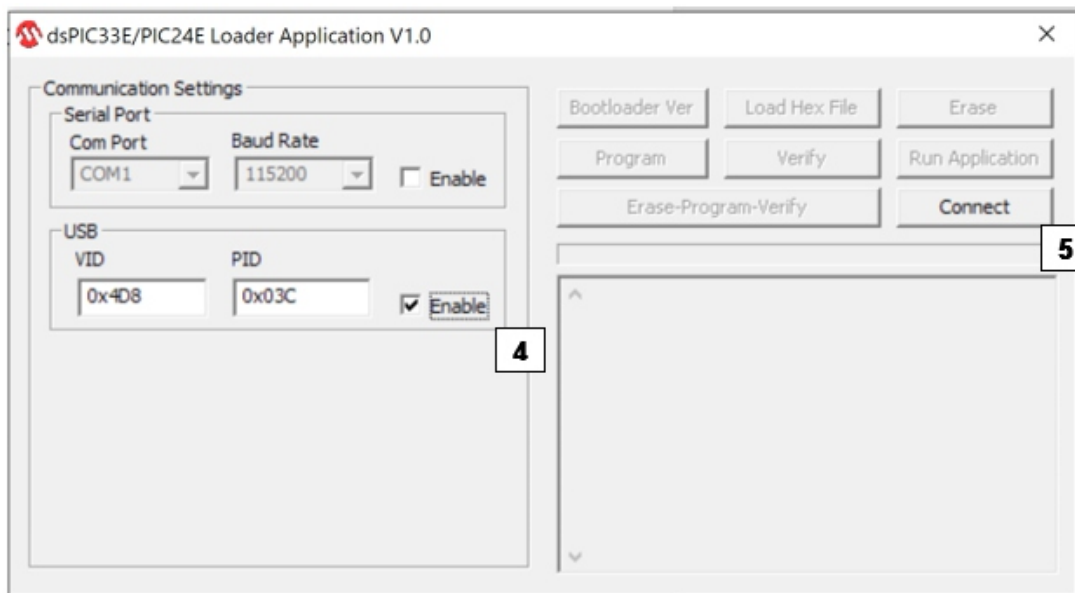 dsPIC33E/PIC24E Loader Application V1.0
Communication Settings
Serial Port
Com Port Baud Rate
COM1 115200 Enable
USB
VID PID
0x4D8 0x03C Enable
4
Bootloader Ver Load Hex File Erase
Program Verify Run Application
Erase-Program-Verify Connect
5